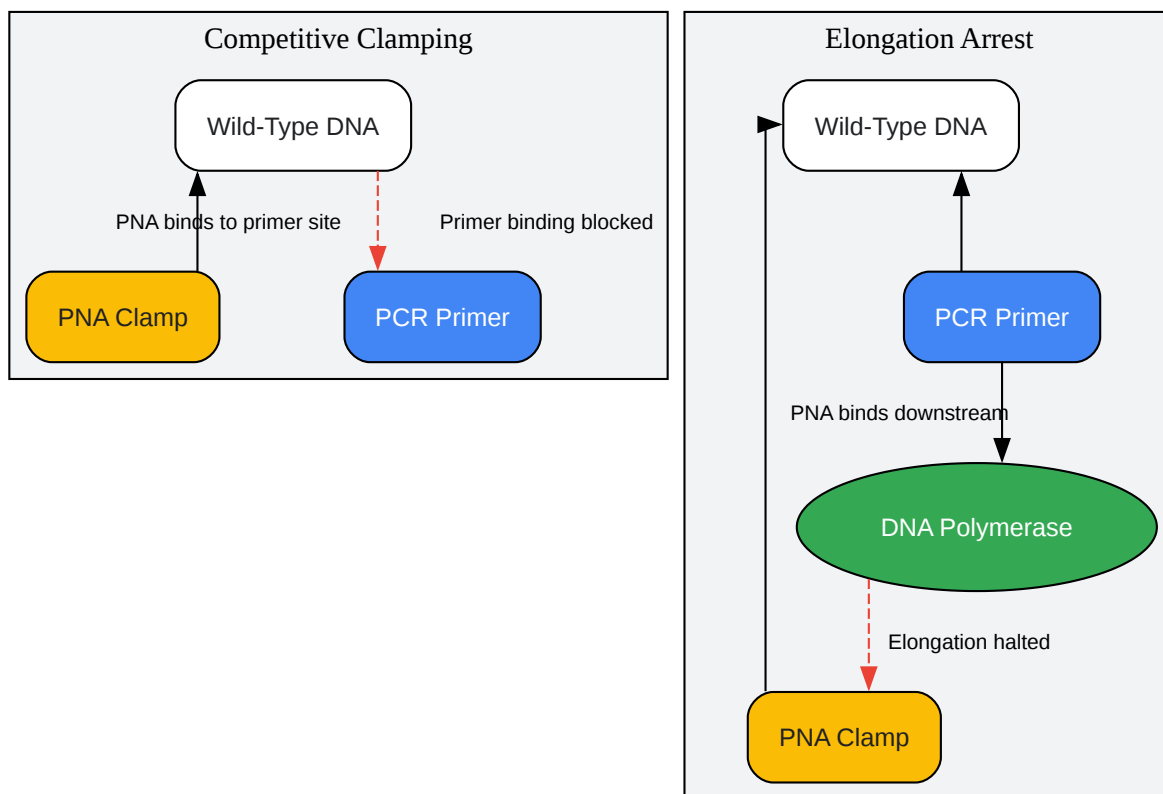 Competitive Clamping
Wild-Type DNA
PNA binds to primer site
Primer binding blocked
PNA Clamp
PCR Primer
Elongation Arrest
Wild-Type DNA
PCR Primer
PNA binds downstream
DNA Polymerase
Elongation halted
PNA Clamp